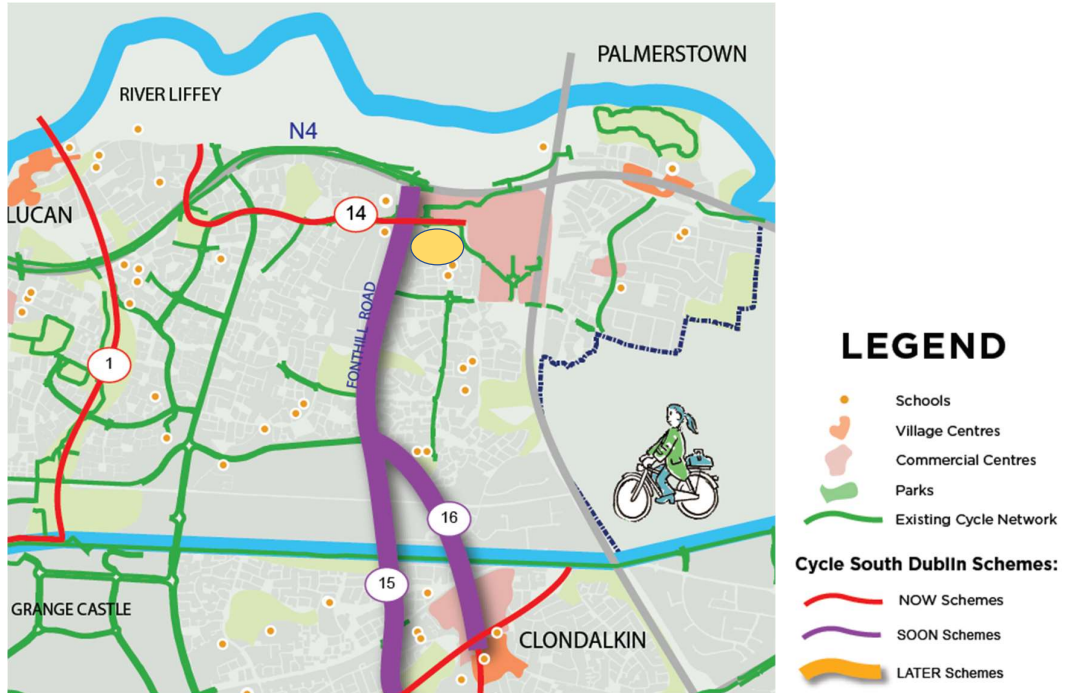 PALMERSTOWN
RIVER LIFFEY
N4
LUCAN
14
FONTHILL ROAD
1
16
15
GRANGE CASTLE
CLONDALKIN
LEGEND
Schools
Village Centres
Commercial Centres
Parks
Existing Cycle Network
Cycle South Dublin Schemes:
NOW Schemes
SOON Schemes
LATER Schemes